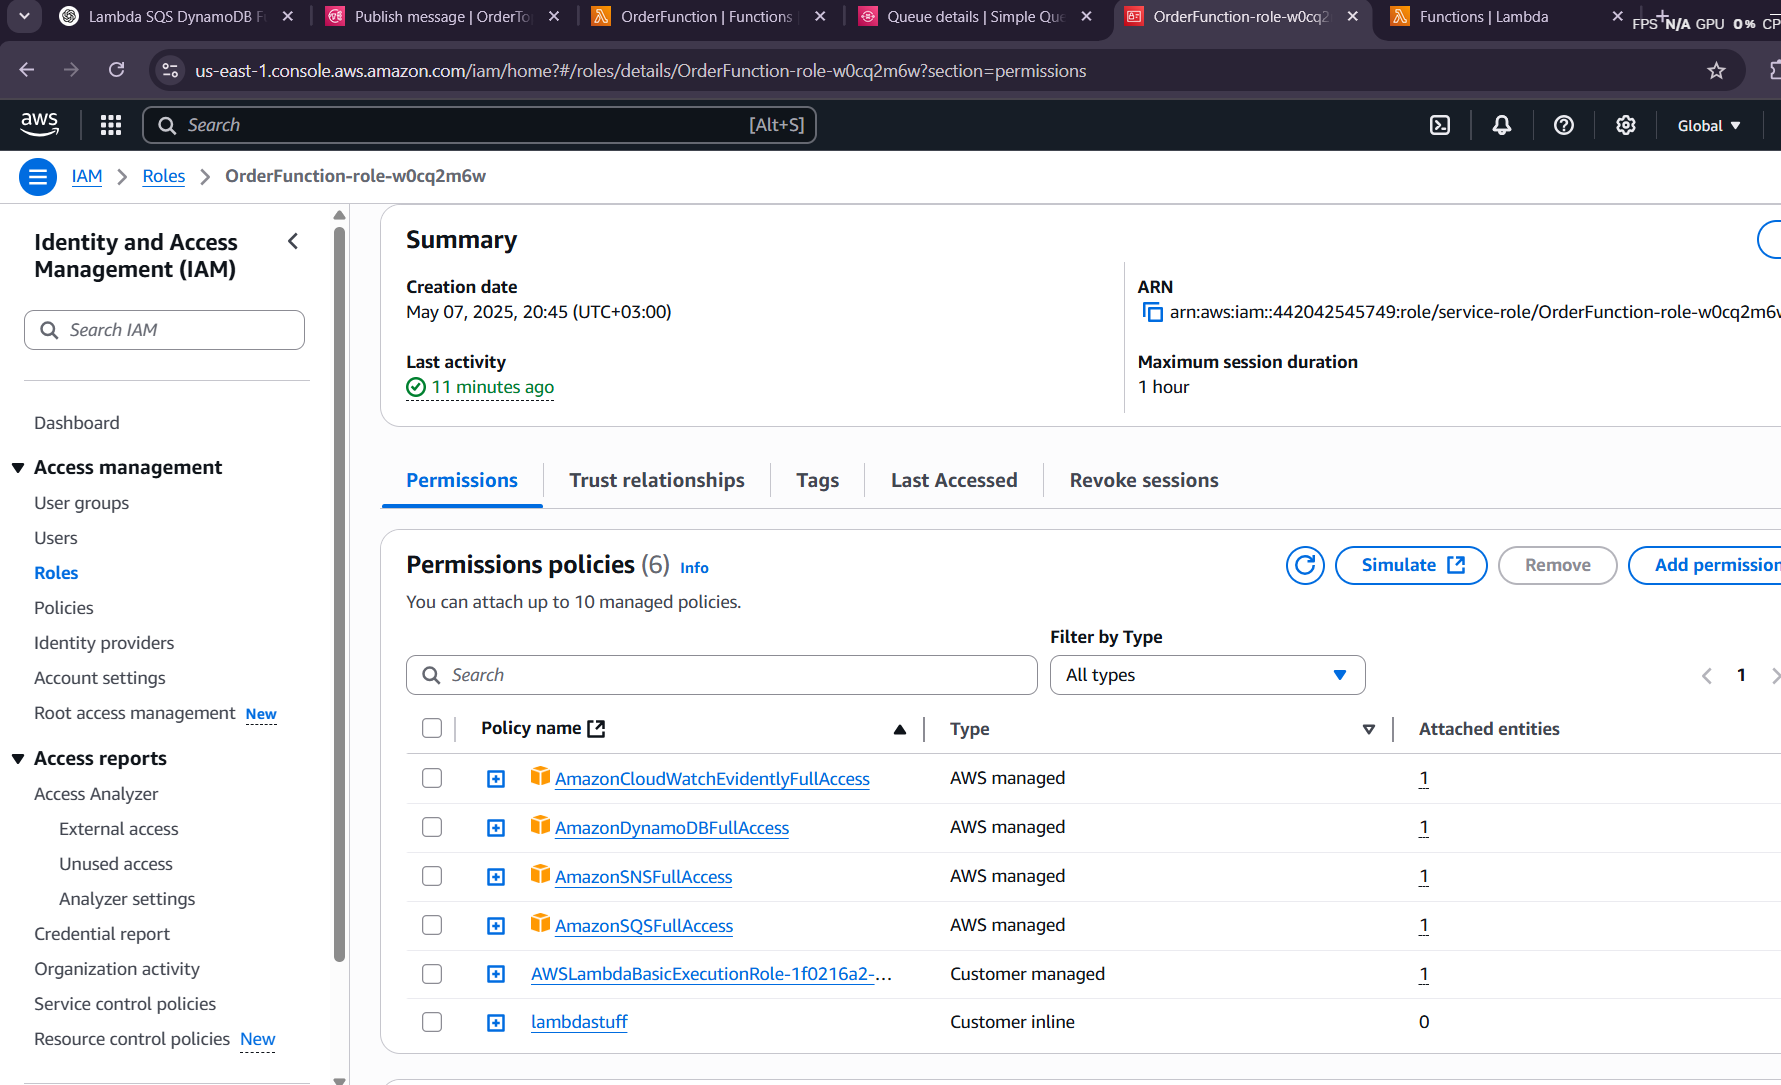 Lambda SQS DynamoDB F
Publish message | OrderTo
OrderFunction | Functions
Queue details | Simple Que
OrderFunction-role-w0cq2
Functions | Lambda
FPS N/A GPU 0% CP
us-east-1.console.aws.amazon.com/iam/home?#/roles/details/OrderFunction-role-w0cq2m6w?section=permissions
aws
Search [Alt+S]
Global
IAM > Roles > OrderFunction-role-w0cq2m6w
Identity and Access
Management (IAM)
Search IAM
Dashboard
Access management
User groups
Users
Roles
Policies
Identity providers
Account settings
Root access management New
Access reports
Access Analyzer
External access
Unused access
Analyzer settings
Credential report
Organization activity
Service control policies
Resource control policies New
Summary
Creation date
May 07, 2025, 20:45 (UTC+03:00)
Last activity
11 minutes ago
ARN
arn:aws:iam::442042545749:role/service-role/OrderFunction-role-w0cq2m6w
Maximum session duration
1 hour
Permissions
Trust relationships
Tags
Last Accessed
Revoke sessions
Permissions policies (6) Info
You can attach up to 10 managed policies.
Simulate
Remove
Add permission
Search
Filter by Type
All types
1
Policy name Type Attached entities
AmazonCloudWatchEvidentlyFullAccess AWS managed 1
AmazonDynamoDBFullAccess AWS managed 1
AmazonSNSFullAccess AWS managed 1
AmazonSQSFullAccess AWS managed 1
AWSLambdaBasicExecutionRole-1f0216a2-... Customer managed 1
lambdastuff Customer inline 0